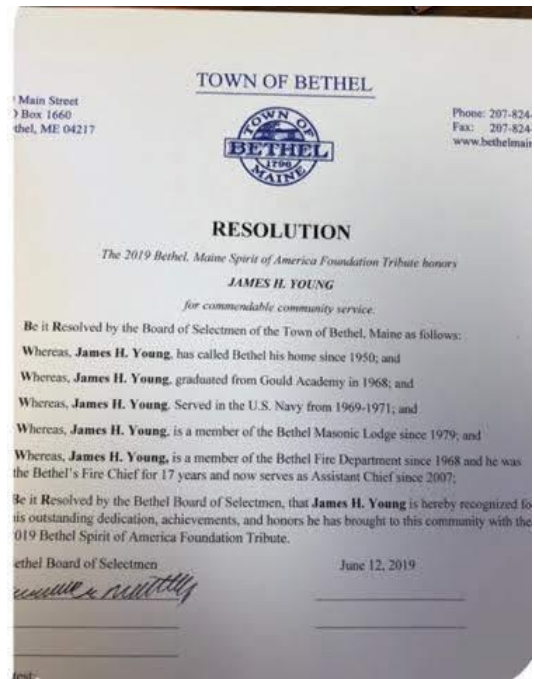 TOWN OF BETHEL
Main Street
Box 1660
thel, ME 04217
Phone: 207-824-
Fax: 207-824-
www.bethelmain
TOWN OF
BETHEL
1796
MAINE
RESOLUTION
The 2019 Bethel, Maine Spirit of America Foundation Tribute honors
JAMES H. YOUNG
for commendable community service.
Be it Resolved by the Board of Selectmen of the Town of Bethel, Maine as follows:
Whereas, James H. Young, has called Bethel his home since 1950; and
Whereas, James H. Young, graduated from Gould Academy in 1968; and
Whereas, James H. Young, Served in the U.S. Navy from 1969-1971; and
Whereas, James H. Young, is a member of the Bethel Masonic Lodge since 1979; and
Whereas, James H. Young, is a member of the Bethel Fire Department since 1968 and he was
the Bethel's Fire Chief for 17 years and now serves as Assistant Chief since 2007;
Be it Resolved by the Bethel Board of Selectmen, that James H. Young is hereby recognized fo
is outstanding dedication, achievements, and honors he has brought to this community with the
019 Bethel Spirit of America Foundation Tribute.
ethel Board of Selectmen
June 12, 2019
test: